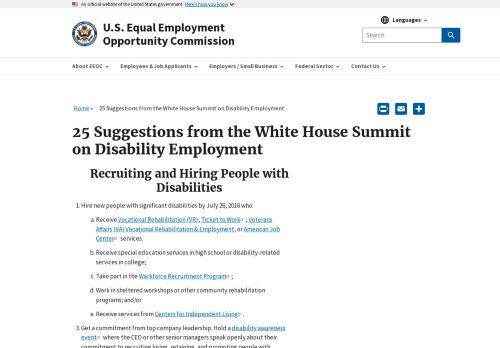 An official website of the United States government Here's how you know
U.S. Equal Employment
Opportunity Commission
Languages
Search
About EEOC
Employees & Job Applicants
Employers / Small Business
Federal Sector
Contact Us
Home » 25 Suggestions from the White House Summit on Disability Employment
25 Suggestions from the White House Summit
on Disability Employment
Recruiting and Hiring People with
Disabilities
1. Hire new people with significant disabilities by July 26, 2016 who:
a. Receive Vocational Rehabilitation (VR), Ticket to Work, Veterans
Affairs (VA) Vocational Rehabilitation & Employment, or American Job
Center services.
b. Receive special education services in high school or disability-related
services in college;
c. Take part in the Workforce Recruitment Program ;
d. Work in sheltered workshops or other community rehabilitation
programs; and/or
e. Receive services from Centers for Independent Living .
3. Get a commitment from top company leadership. Hold a disability awareness
event where the CEO or other senior managers speak openly about their
commitment to recruiting, hiring, retaining, and promoting people with